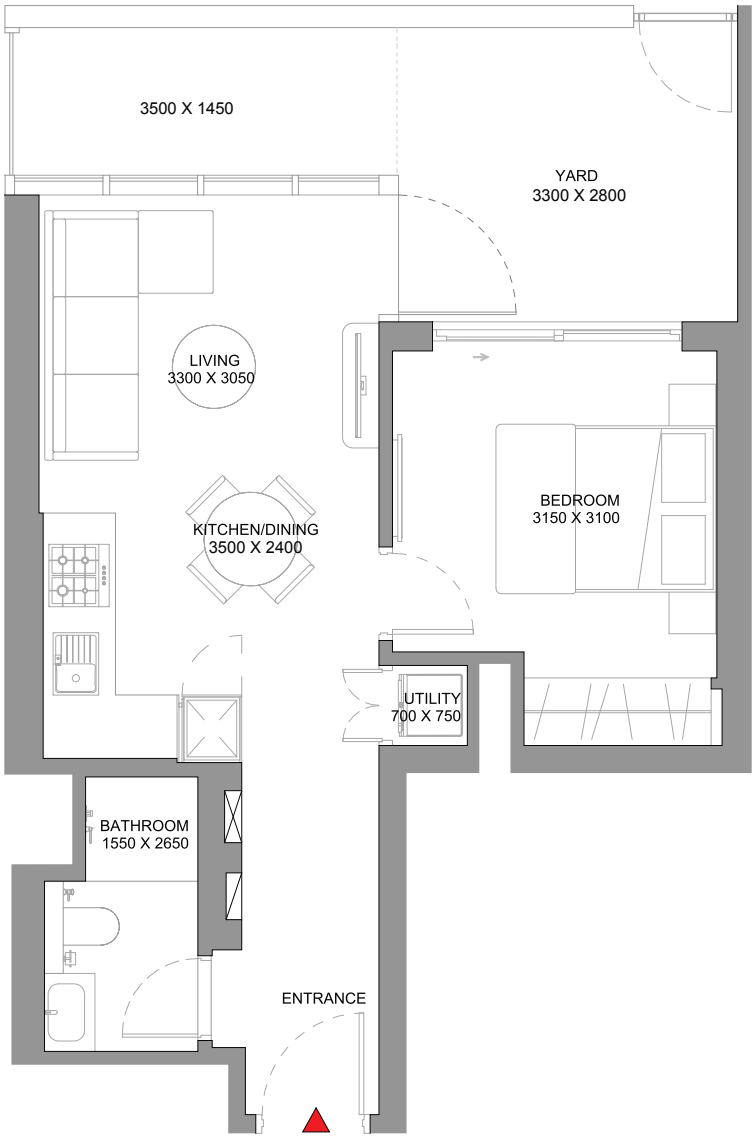 3500 X 1450
YARD
3300 X 2800
LIVING
3300 X 3050
BEDROOM
3150 X 3100
KITCHEN/DINING
3500 X 2400
UTILITY
700 X 750
BATHROOM
1550 X 2650
ENTRANCE